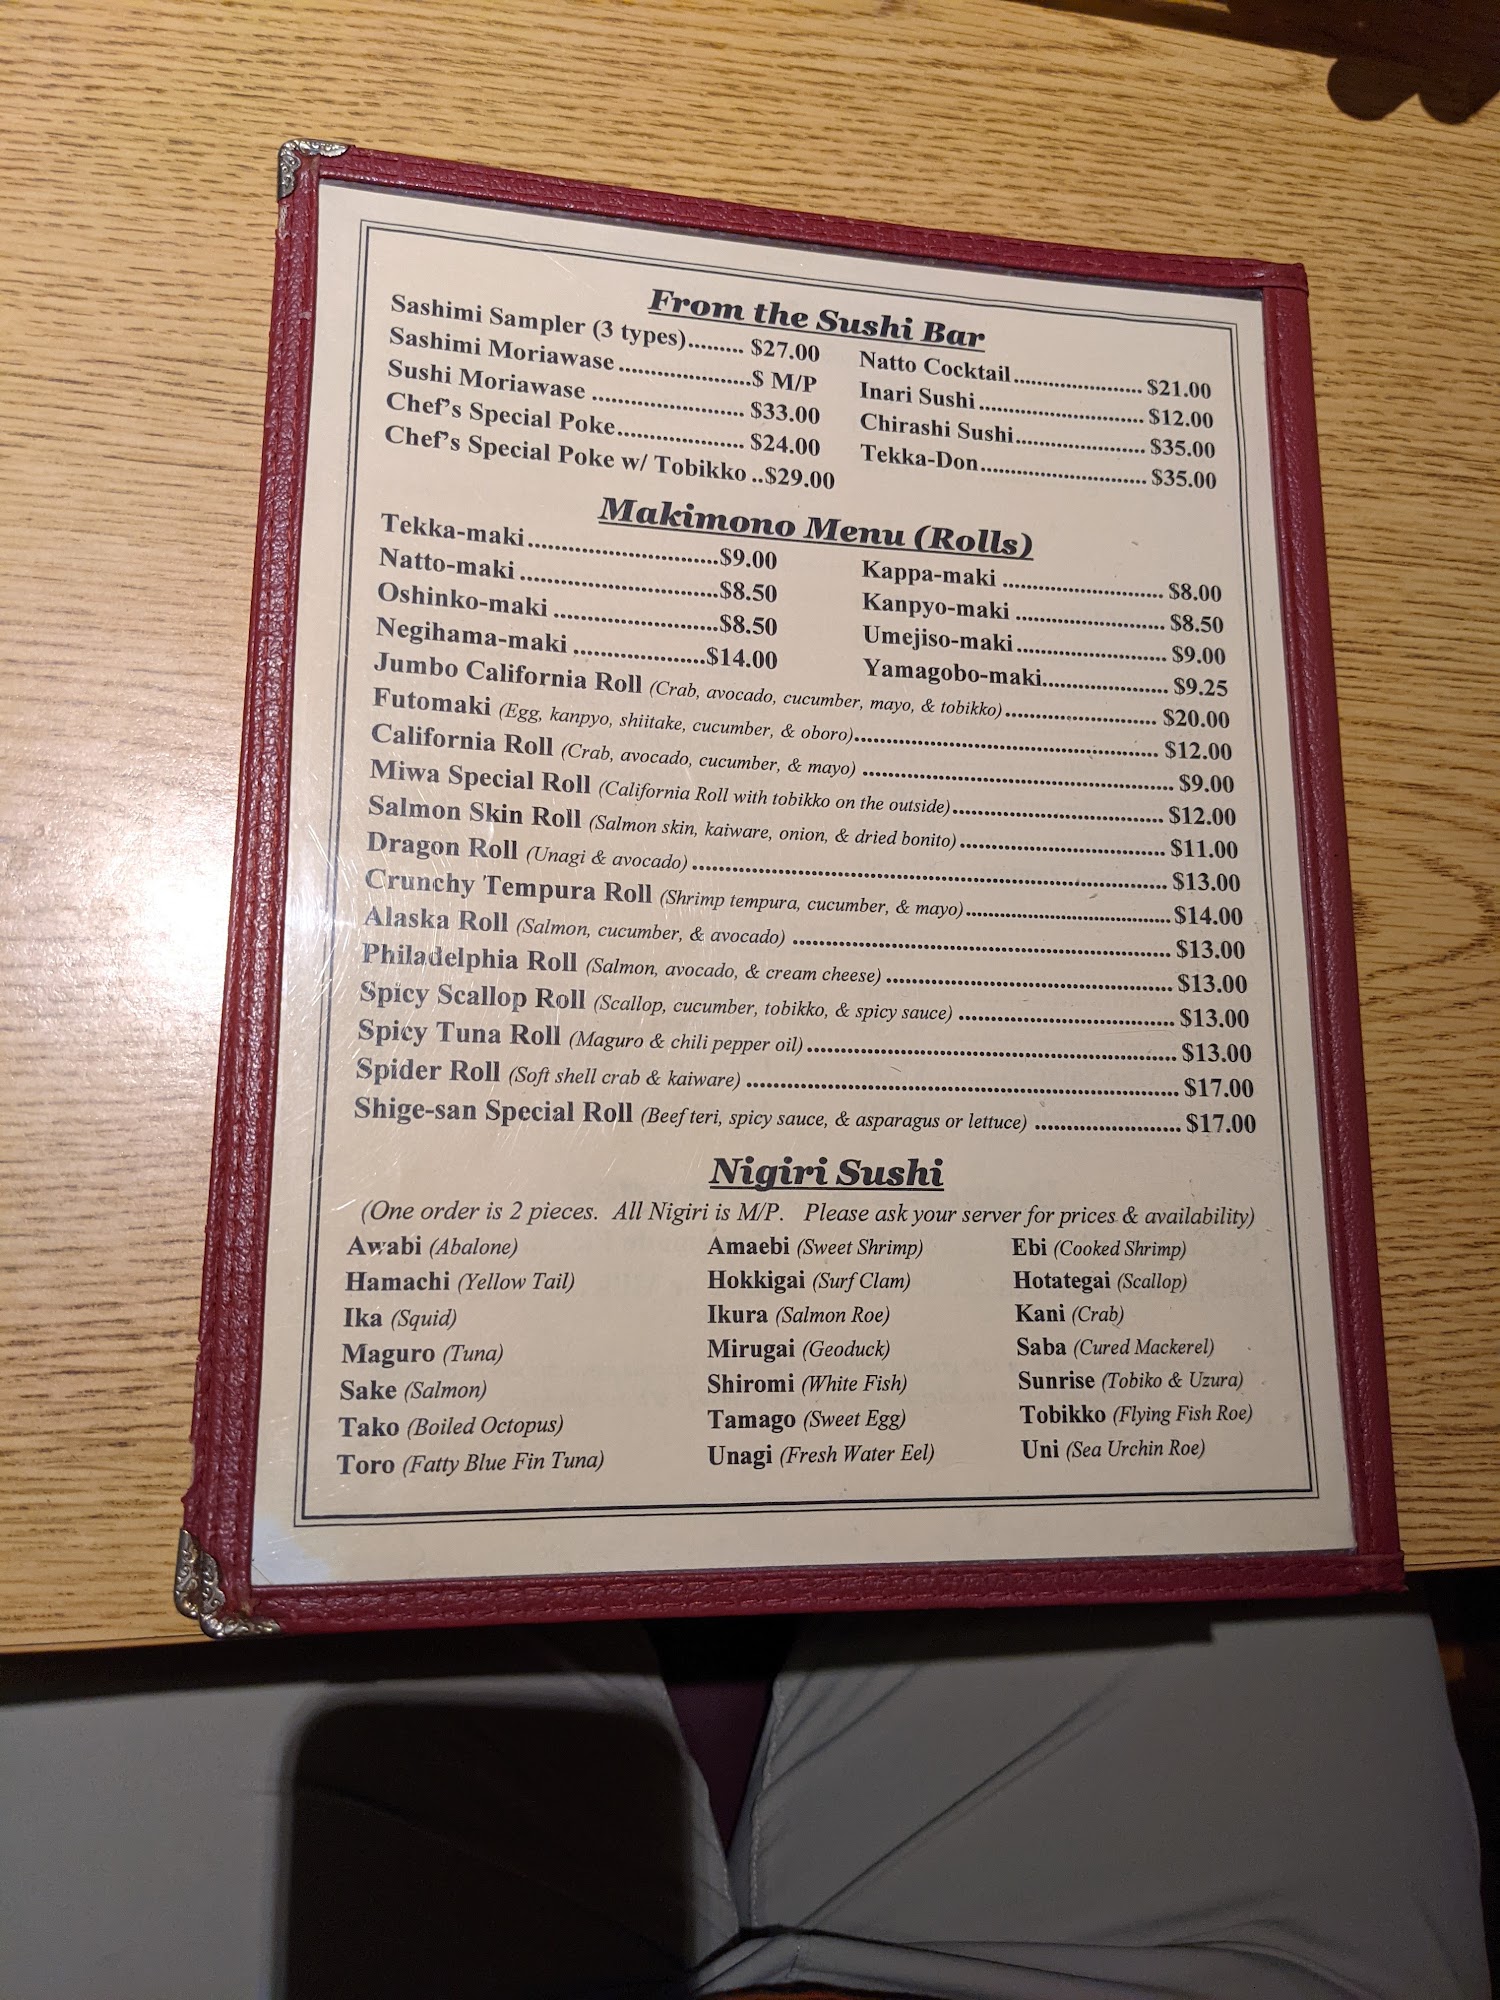 From the Sushi Bar
Sashimi Sampler (3 types)......... $27.00
Sashimi Moriawase ....................$ M/P
Sushi Moriawase ....................... $33.00
Chef's Special Poke................... $24.00
Chef's Special Poke w/ Tobikko ..$29.00
Natto Cocktail...................... $21.00
Inari Sushi ............................ $12.00
Chirashi Sushi...................... $35.00
Tekka-Don............................ $35.00
Makimono Menu (Rolls)
Tekka-maki.............................$9.00
Natto-maki ..............................$8.50
Oshinko-maki .........................$8.50
Negihama-maki ....................$14.00
Kappa-maki ........................... $8.00
Kanpyo-maki ......................... $8.50
Umejiso-maki......................... $9.00
Yamagobo-maki..................... $9.25
Jumbo California Roll (Crab, avocado, cucumber, mayo, & tobikko)....................... $20.00
Futomaki (Egg, kanpyo, shiitake, cucumber, & oboro).............................................. $12.00
California Roll (Crab, avocado, cucumber, & mayo) ............................................... $9.00
Miwa Special Roll (California Roll with tobikko on the outside)................................ $12.00
Salmon Skin Roll (Salmon skin, kaiware, onion, & dried bonito)............................... $11.00
Dragon Roll (Unagi & avocado) ........................................................................ $13.00
Crunchy Tempura Roll (Shrimp tempura, cucumber, & mayo)............................... $14.00
Alaska Roll (Salmon, cucumber, & avocado) ......................................................... $13.00
Philadelphia Roll (Salmon, avocado, & cream cheese) ........................................... $13.00
Spicy Scallop Roll (Scallop, cucumber, tobikko, & spicy sauce) ................................ $13.00
Spicy Tuna Roll (Maguro & chili pepper oil)....................................................... $13.00
Spider Roll (Soft shell crab & kaiware) ................................................................ $17.00
Shige-san Special Roll (Beef teri, spicy sauce, & asparagus or lettuce) ...................... $17.00
Nigiri Sushi
(One order is 2 pieces. All Nigiri is M/P. Please ask your server for prices & availability)
Awabi (Abalone)
Hamachi (Yellow Tail)
Ika (Squid)
Maguro (Tuna)
Sake (Salmon)
Tako (Boiled Octopus)
Toro (Fatty Blue Fin Tuna)
Amaebi (Sweet Shrimp)
Hokkigai (Surf Clam)
Ikura (Salmon Roe)
Mirugai (Geoduck)
Shiromi (White Fish)
Tamago (Sweet Egg)
Unagi (Fresh Water Eel)
Ebi (Cooked Shrimp)
Hotategai (Scallop)
Kani (Crab)
Saba (Cured Mackerel)
Sunrise (Tobiko & Uzura)
Tobikko (Flying Fish Roe)
Uni (Sea Urchin Roe)